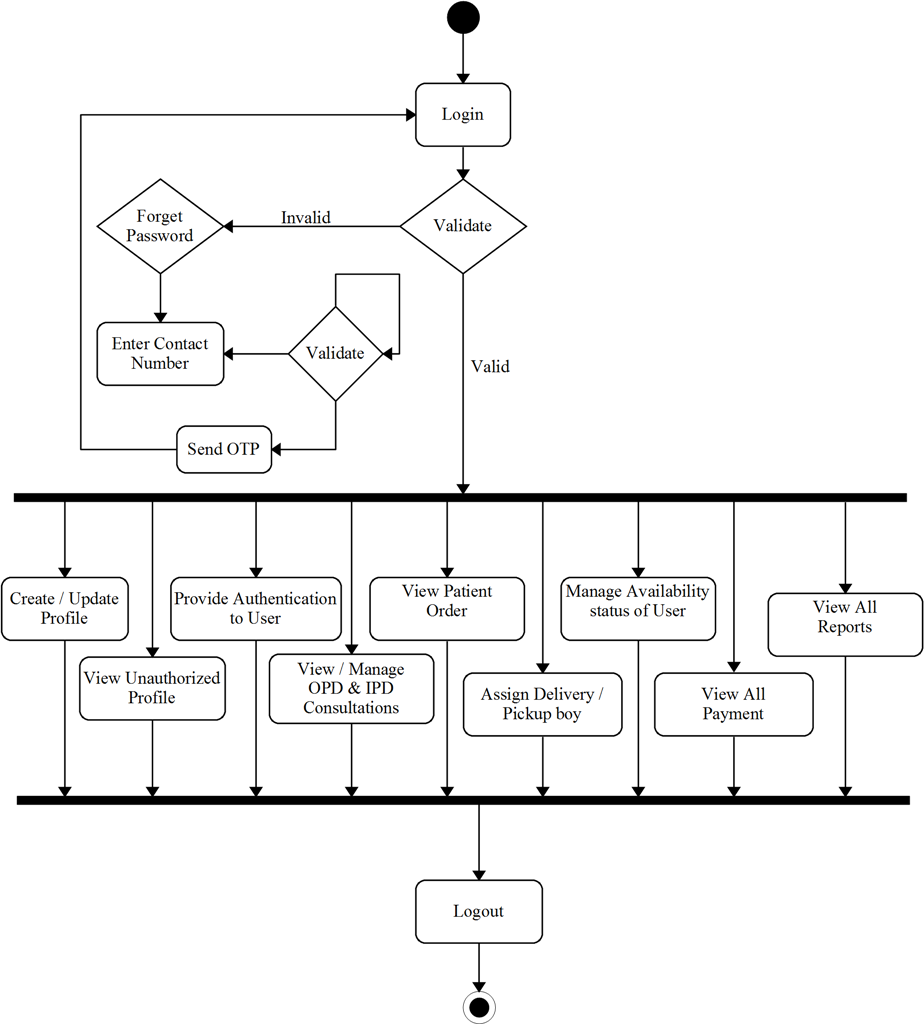 Login
Validate
Invalid
Forget
Password
Enter Contact
Number
Validate
Valid
Send OTP
Create / Update
Profile
View Unauthorized
Profile
Provide Authentication
to User
View / Manage
OPD & IPD
Consultations
View Patient
Order
Assign Delivery /
Pickup boy
Manage Availability
status of User
View All
Payment
View All
Reports
Logout